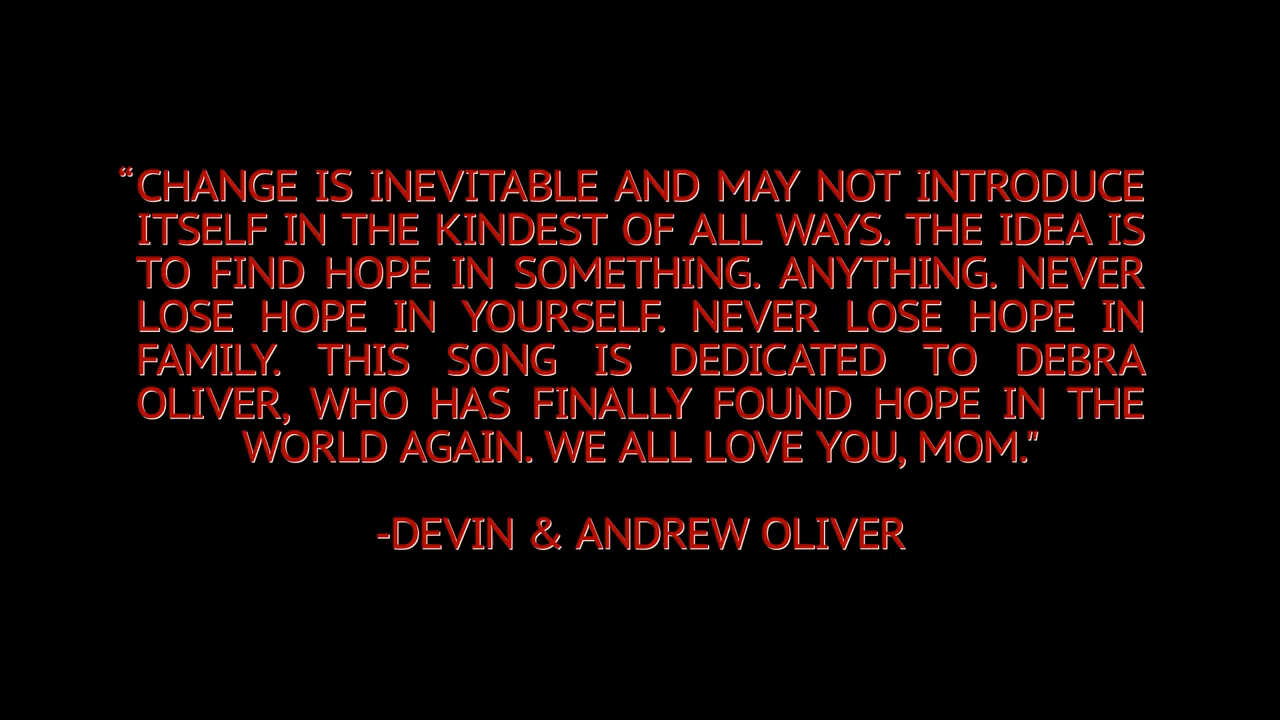 “CHANGE IS INEVITABLE AND MAY NOT INTRODUCE
ITSELF IN THE KINDEST OF ALL WAYS. THE IDEA IS
TO FIND HOPE IN SOMETHING. ANYTHING. NEVER
LOSE HOPE IN YOURSELF. NEVER LOSE HOPE IN
FAMILY. THIS SONG IS DEDICATED TO DEBRA
OLIVER, WHO HAS FINALLY FOUND HOPE IN THE
WORLD AGAIN. WE ALL LOVE YOU, MOM."
-DEVIN & ANDREW OLIVER